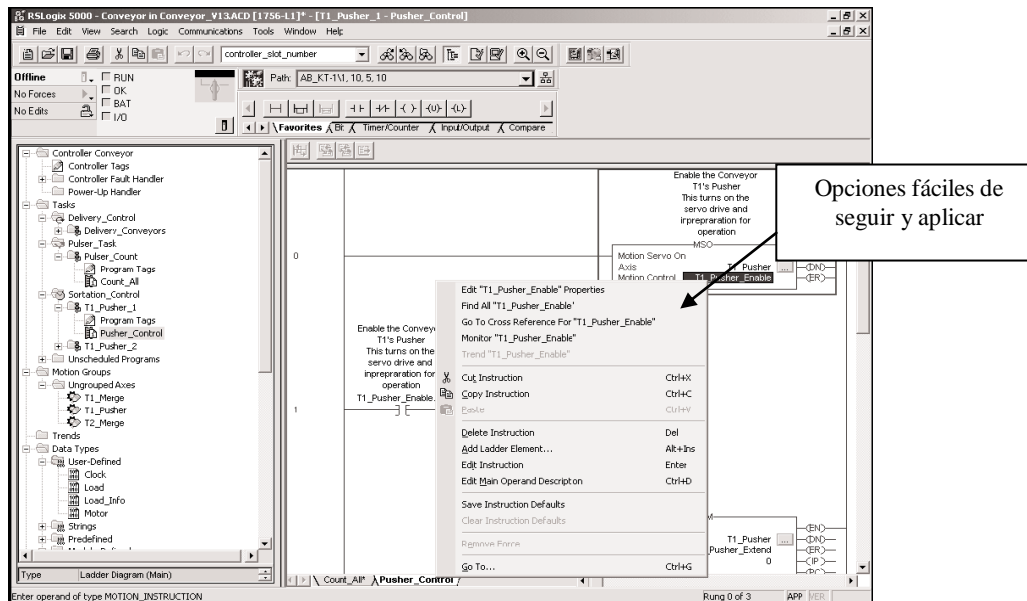 RSLogix 5000 - Conveyor in Conveyor_V13.ACD [1756-L1]* - [T1_Pusher_1 - Pusher_Control]
File Edit View Search Logic Communications Tools Window Help
controller_slot_number
Offline
RUN
Path: AB_KT-1\1, 10, 5, 10
No Forces
OK
No Edits
BAT
I/O
Favorites Bit Timer/Counter Input/Output Compare
Controller Conveyor
Controller Tags
Controller Fault Handler
Power-Up Handler
Tasks
Delivery_Control
Delivery_Conveyors
Pulser_Task
Pulser_Count
Program Tags
Count_All
Sortation_Control
T1_Pusher_1
Program Tags
Pusher_Control
T1_Pusher_2
Unscheduled Programs
Motion Groups
Ungrouped Axes
T1_Merge
T1_Pusher
T2_Merge
Trends
Data Types
User-Defined
Clock
Load
Load_Info
Motor
Strings
Predefined
Type Ladder Diagram (Main)
Enable the Conveyor
T1's Pusher
This turns on the
servo drive and
inpreparation for
operation
MSO
Motion Servo On
Axis T1_Pusher ...
Motion Control T1_Pusher_Enable
DN
ER
0
Opciones fáciles de
seguir y aplicar
Enable the Convey
T1's Pusher
This turns on the
servo drive and
inpreparation for
operation
T1_Pusher_Enable.
1
Edit "T1_Pusher_Enable" Properties
Find All "T1_Pusher_Enable"
Go To Cross Reference For "T1_Pusher_Enable"
Monitor "T1_Pusher_Enable"
Trend "T1_Pusher_Enable"
Cut Instruction Ctrl+X
Copy Instruction Ctrl+C
Paste Ctrl+V
Delete Instruction Del
Add Ladder Element... Alt+Ins
Edit Instruction Enter
Edit Main Operand Description Ctrl+D
Save Instruction Defaults
Clear Instruction Defaults
Remove Force
Go To... Ctrl+G
T1_Pusher ...
Pusher_Extend
0
EN
DN
ER
IP
PC
Count_All* Pusher_Control
Enter operand of type MOTION_INSTRUCTION
Rung 0 of 3 APP VER